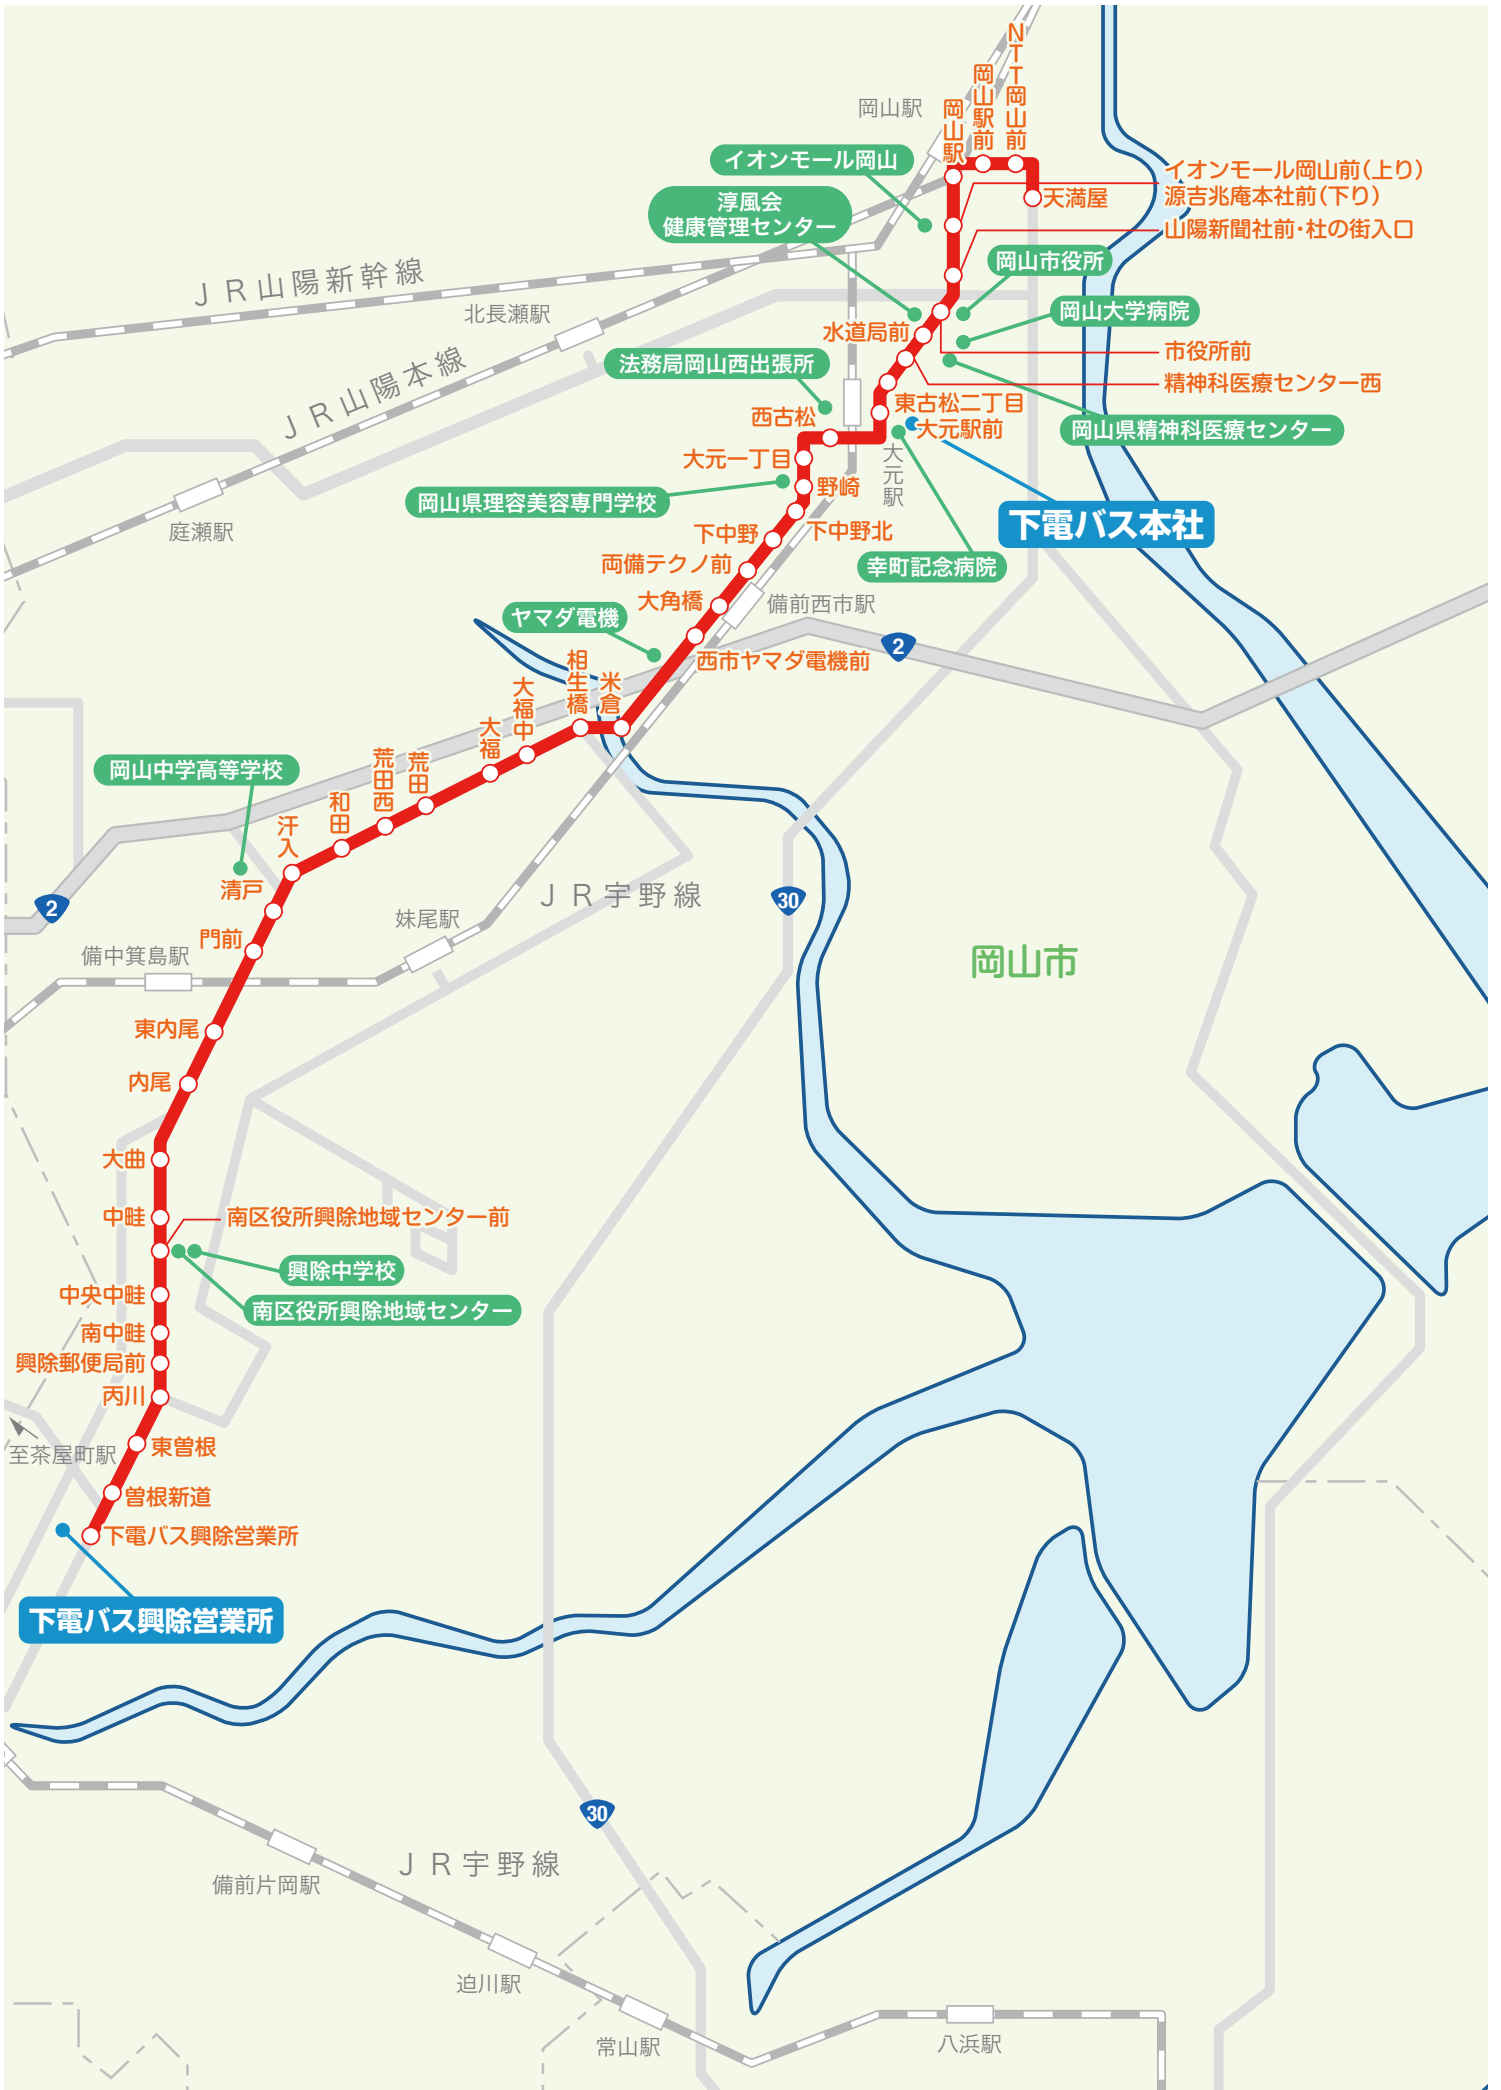 NTT岡山前
岡山駅前
岡山駅
岡山駅
イオンモール岡山
イオンモール岡山前(上り)
源吉兆庵本社前(下り)
天満屋
淳風会
健康管理センター
山陽新聞社前・杜の街入口
岡山市役所
JR山陽新幹線
北長瀬駅
岡山大学病院
水道局前
市役所前
JR山陽本線
法務局岡山西出張所
精神科医療センター西
東古松二丁目
西古松
大元駅前
岡山県精神科医療センター
大元一丁目
大元駅
野崎
岡山県理容美容専門学校
下電バス本社
庭瀬駅
下中野
下中野北
両備テクノ前
幸町記念病院
大角橋
備前西市駅
ヤマダ電機
2
西市ヤマダ電機前
相生橋
米倉
大福中
大福
荒田西
荒田
岡山中学高等学校
和田
汗入
清戸
JR宇野線
30
2
妹尾駅
門前
備中箕島駅
岡山市
東内尾
内尾
大曲
中畦
南区役所興除地域センター前
興除中学校
中央中畦
南区役所興除地域センター
南中畦
興除郵便局前
丙川
東曽根
至茶屋町駅
曽根新道
下電バス興除営業所
下電バス興除営業所
30
JR宇野線
備前片岡駅
迫川駅
常山駅
八浜駅